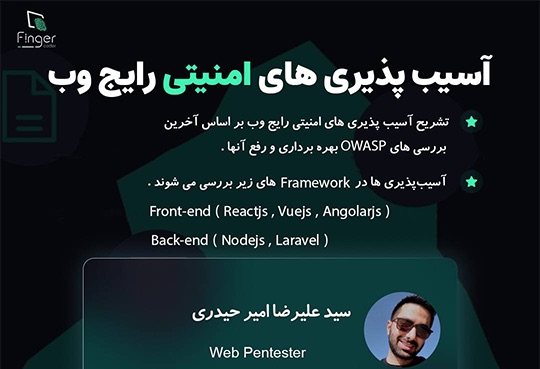 Finger
coder
آسیب پذیری های امنیتی رایج وب
تشریح آسیب پذیری های امنیتی رایج وب بر اساس آخرین
بررسی های OWASP بهره برداری و رفع آنها .
آسیب‌پذیری ها در Framework های زیر بررسی می شوند .
Front-end ( Reactjs , Vuejs , Angolarjs )
Back-end ( Nodejs , Laravel )
سید علیرضا امیر حیدری
Web Pentester